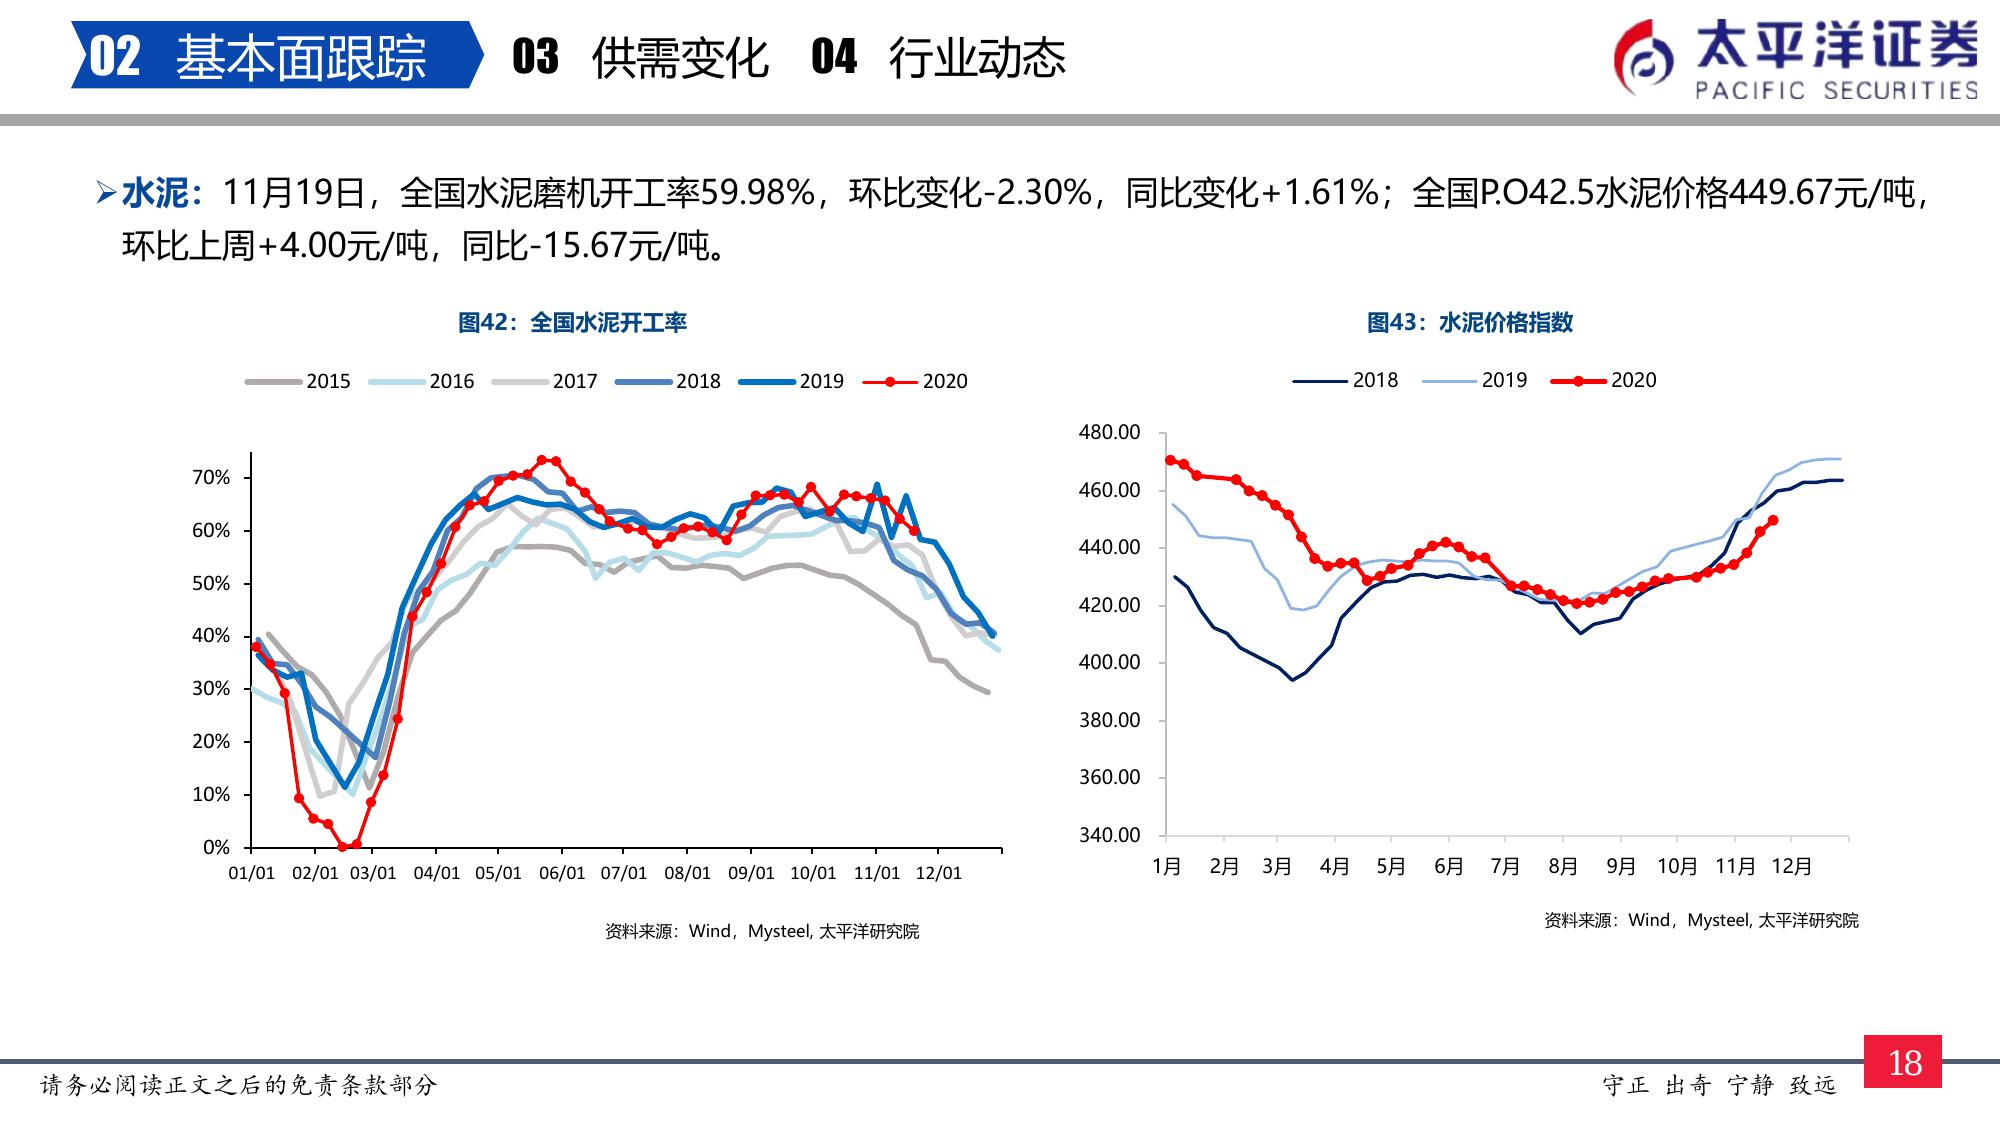 02 基本面跟踪 03 供需变化 04 行业动态
太平洋证券
PACIFIC SECURITIES
➢水泥：11月19日，全国水泥磨机开工率59.98%，环比变化-2.30%，同比变化+1.61%；全国P.O42.5水泥价格449.67元/吨，
环比上周+4.00元/吨，同比-15.67元/吨。
图42：全国水泥开工率
2015 2016 2017 2018 2019 2020
70%
60%
50%
40%
30%
20%
10%
0%
01/01 02/01 03/01 04/01 05/01 06/01 07/01 08/01 09/01 10/01 11/01 12/01
资料来源：Wind，Mysteel, 太平洋研究院
图43：水泥价格指数
2018 2019 2020
480.00
460.00
440.00
420.00
400.00
380.00
360.00
340.00
1月 2月 3月 4月 5月 6月 7月 8月 9月 10月 11月 12月
资料来源：Wind，Mysteel, 太平洋研究院
请务必阅读正文之后的免责条款部分
守正 出奇 宁静 致远
18